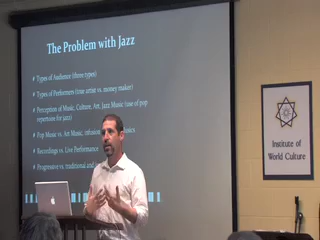 The Problem with Jazz
Types of Audience (three types)
Types of Performers (true artist vs. money maker)
Perception of Music, Culture, Art, Jazz Music (use of pop
repertoire for jazz)
Pop Music vs. Art Music, infusion
Recordings vs. Live Performance
Progressive vs. traditional and
Institute of
World Culture